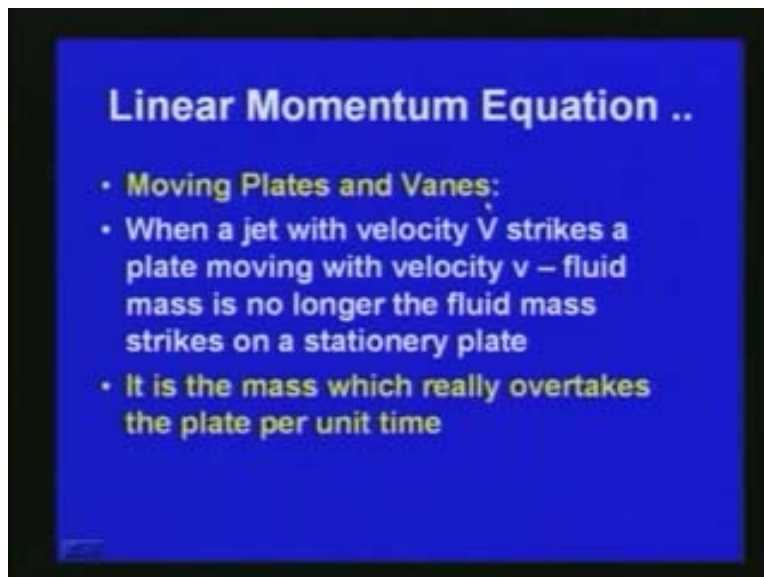 Linear Momentum Equation ..
• Moving Plates and Vanes:
• When a jet with velocity V strikes a
plate moving with velocity v – fluid
mass is no longer the fluid mass
strikes on a stationery plate
• It is the mass which really overtakes
the plate per unit time